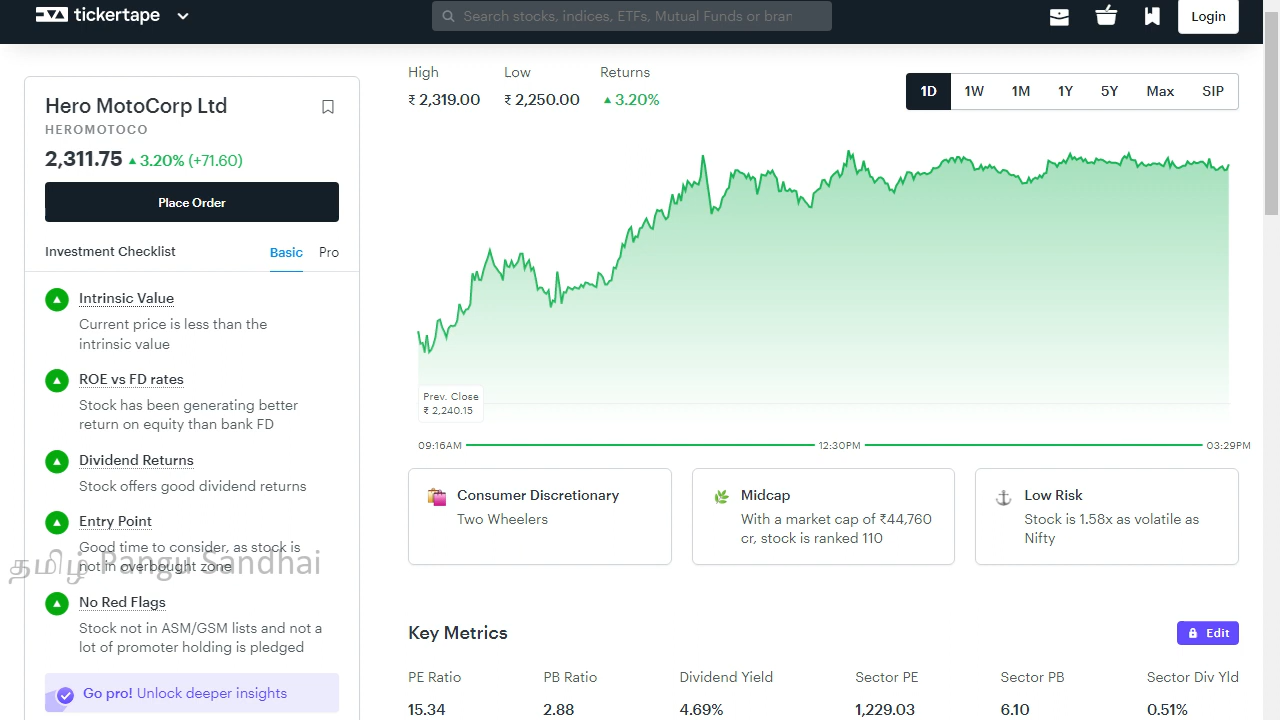 tickertape
Search stocks, indices, ETFs, Mutual Funds or bran
Login
Hero MotoCorp Ltd
HEROMOTOCO
2,311.75 ▲ 3.20% (+71.60)
Place Order
Investment Checklist Basic Pro
Intrinsic Value
Current price is less than the
intrinsic value
ROE vs FD rates
Stock has been generating better
return on equity than bank FD
Dividend Returns
Stock offers good dividend returns
Entry Point
Good time to consider, as stock is
not in overbought zone
தமிழ் Pangu Sandhai
No Red Flags
Stock not in ASM/GSM lists and not a
lot of promoter holding is pledged
Go pro! Unlock deeper insights
High Low Returns
₹ 2,319.00 ₹ 2,250.00 ▲ 3.20%
1D 1W 1M 1Y 5Y Max SIP
Prev. Close
₹ 2,240.15
09:16AM 12:30PM 03:29PM
Consumer Discretionary
Two Wheelers
Midcap
With a market cap of ₹44,760
cr, stock is ranked 110
Low Risk
Stock is 1.58x as volatile as
Nifty
Key Metrics
Edit
PE Ratio PB Ratio Dividend Yield Sector PE Sector PB Sector Div Yld
15.34 2.88 4.69% 1,229.03 6.10 0.51%